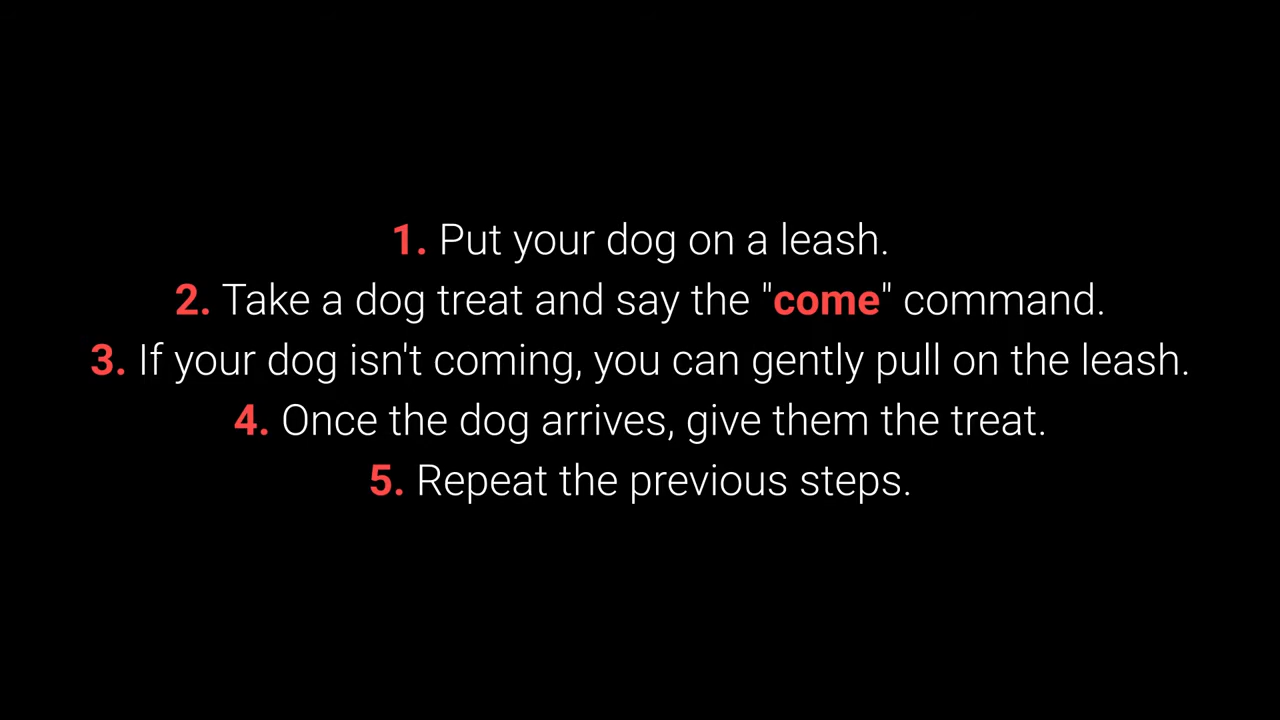 1. Put your dog on a leash.
2. Take a dog treat and say the "come" command.
3. If your dog isn't coming, you can gently pull on the leash.
4. Once the dog arrives, give them the treat.
5. Repeat the previous steps.